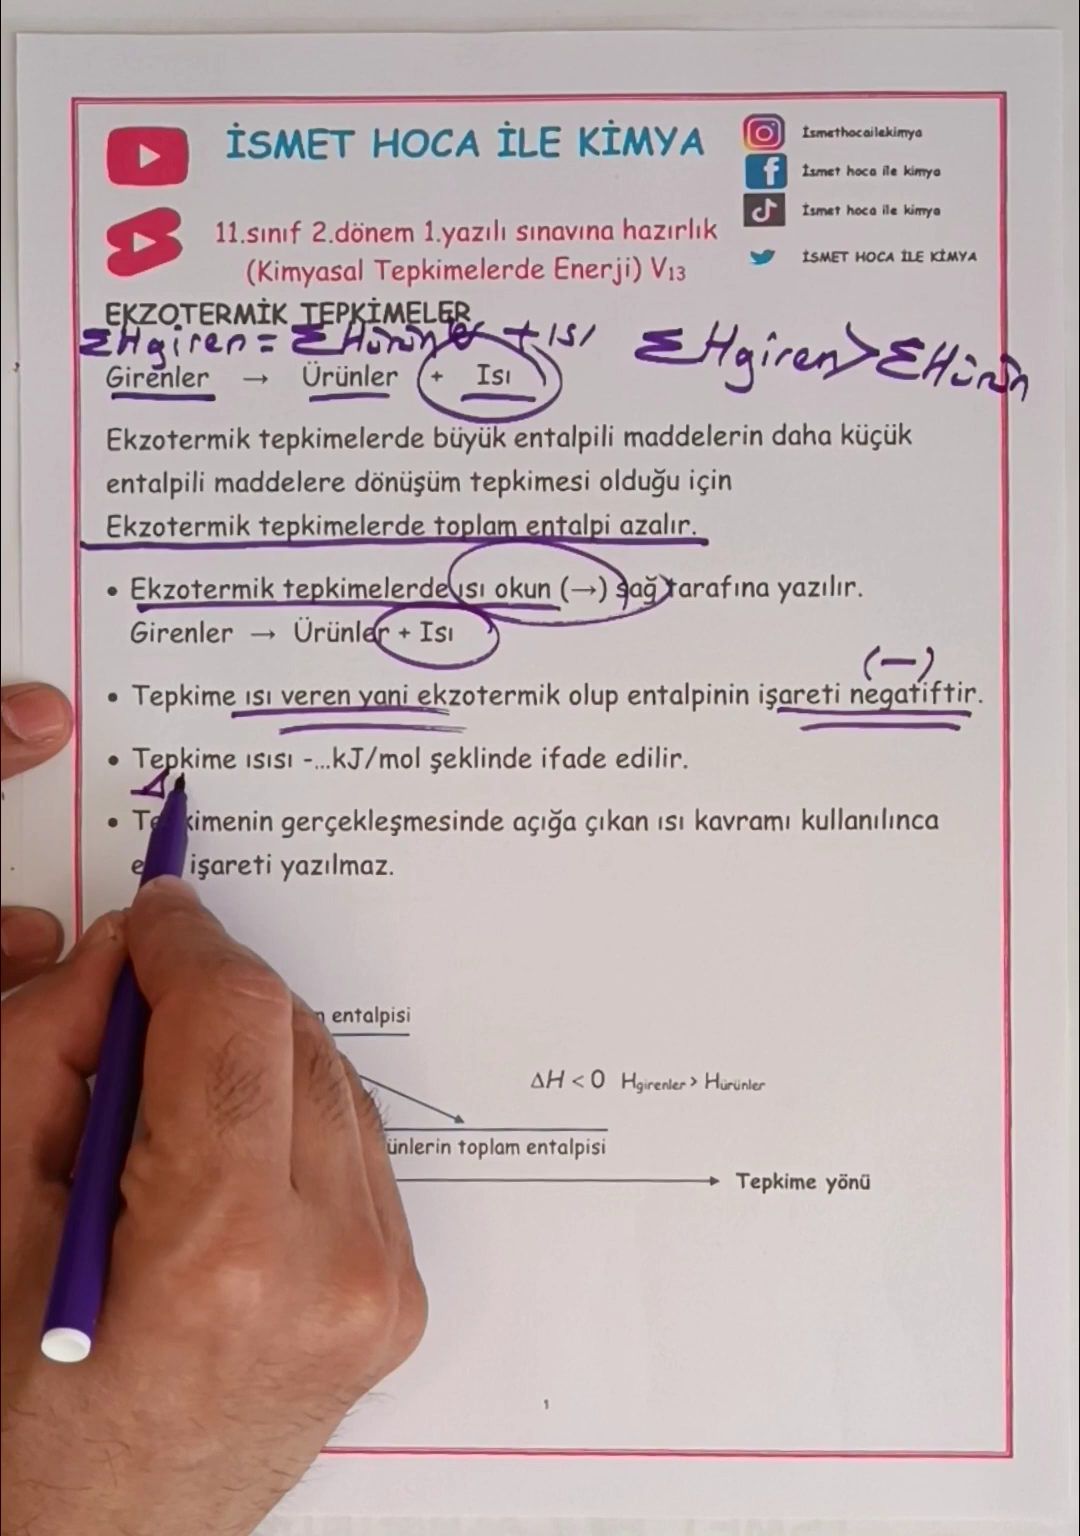 İSMET HOCA İLE KİMYA
İsmethocailekimya
İsmet hoca ile kimya
İsmet hoca ile kimya
İSMET HOCA İLE KİMYA
11.sınıf 2.dönem 1.yazılı sınavına hazırlık
(Kimyasal Tepkimelerde Enerji) V13
EKZOTERMİK TEPKİMELER
ΣHgiren = ΣHürünler + ısı ΣHgiren > ΣHürün
Girenler → Ürünler + Isı
Ekzotermik tepkimelerde büyük entalpili maddelerin daha küçük
entalpili maddelere dönüşüm tepkimesi olduğu için
Ekzotermik tepkimelerde toplam entalpi azalır.
• Ekzotermik tepkimelerde ısı okun (→) sağ tarafına yazılır.
Girenler → Ürünler + Isı
(-)
• Tepkime ısı veren yani ekzotermik olup entalpinin işareti negatiftir.
• Tepkime ısısı -...kJ/mol şeklinde ifade edilir.
Δ
• kimenin gerçekleşmesinde açığa çıkan ısı kavramı kullanılınca
işareti yazılmaz.
entalpisi
ΔH < 0 Hgirenler > Hürünler
ünlerin toplam entalpisi
Tepkime yönü
1